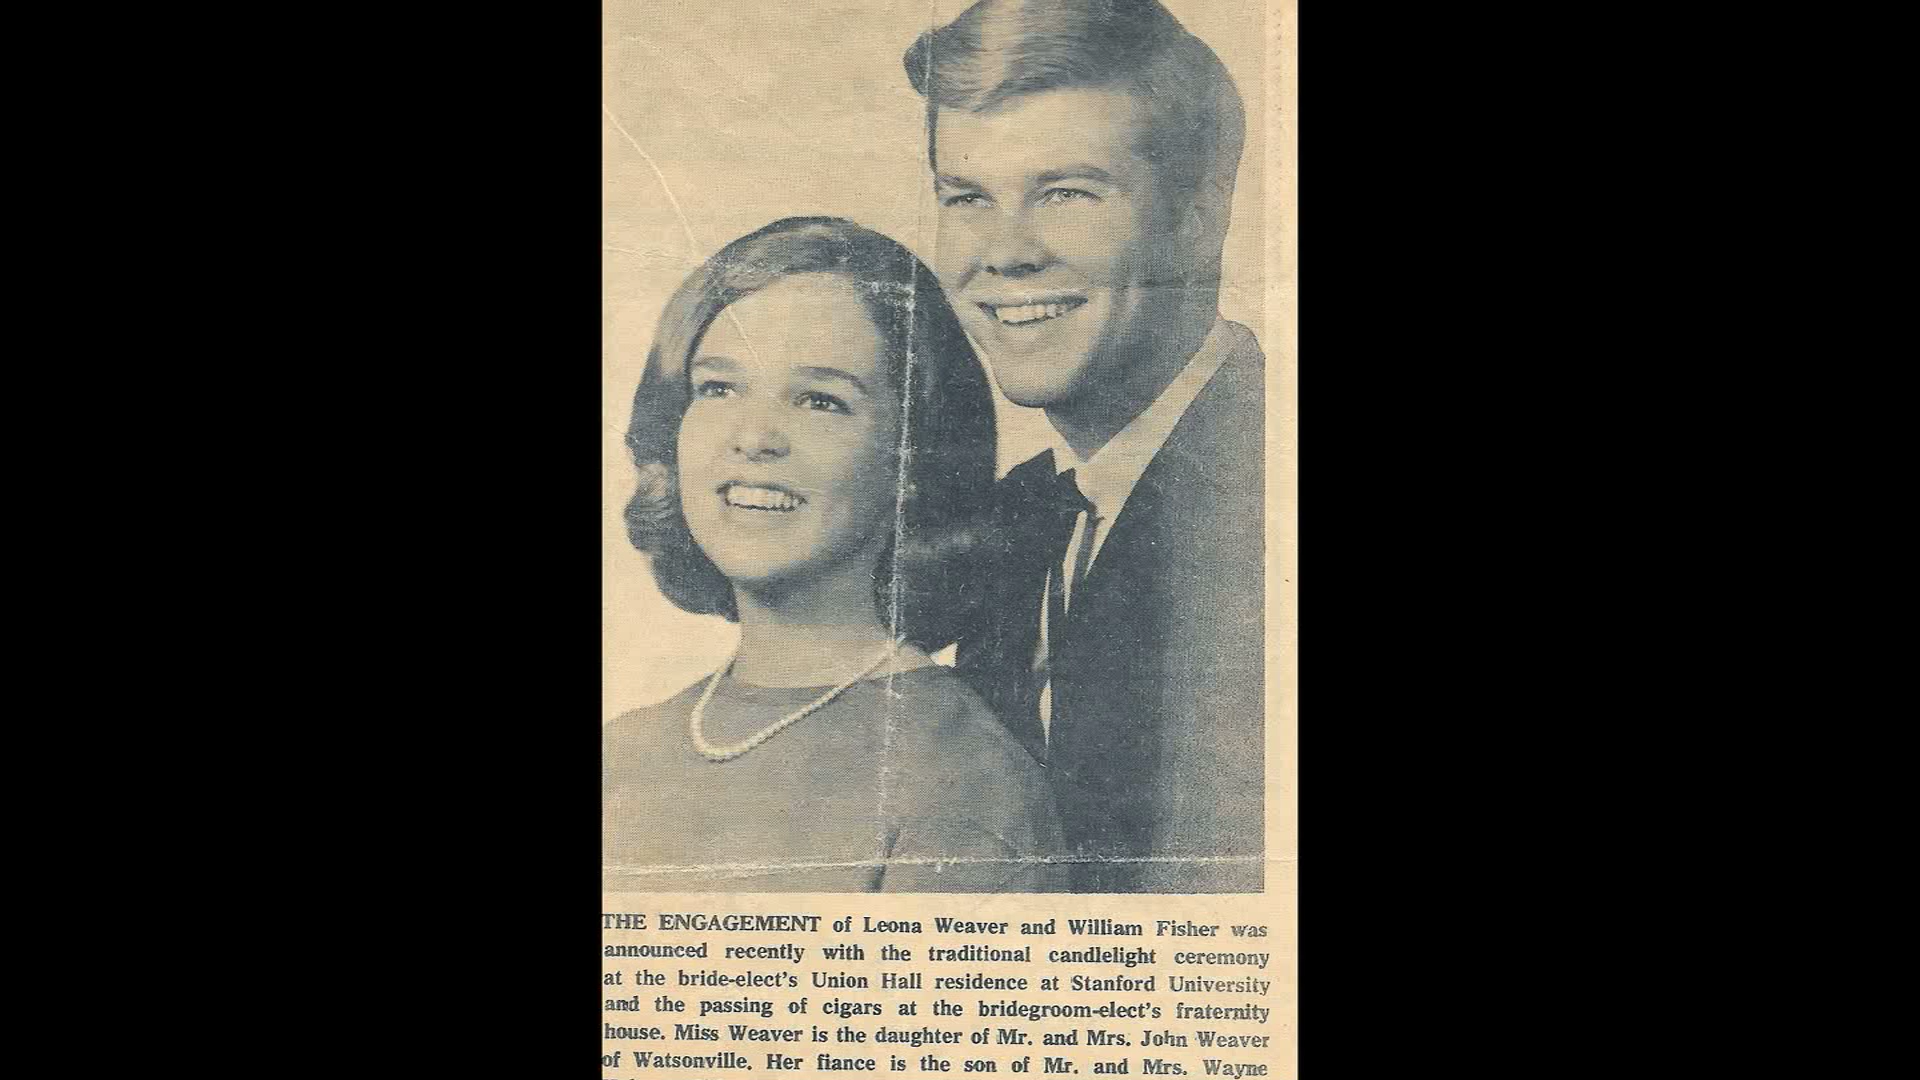 THE ENGAGEMENT of Leona Weaver and William Fisher was
announced recently with the traditional candlelight ceremony
at the bride-elect's Union Hall residence at Stanford University
and the passing of cigars at the bridegroom-elect's fraternity
house. Miss Weaver is the daughter of Mr. and Mrs. John Weaver
of Watsonville. Her fiance is the son of Mr. and Mrs. Wayne